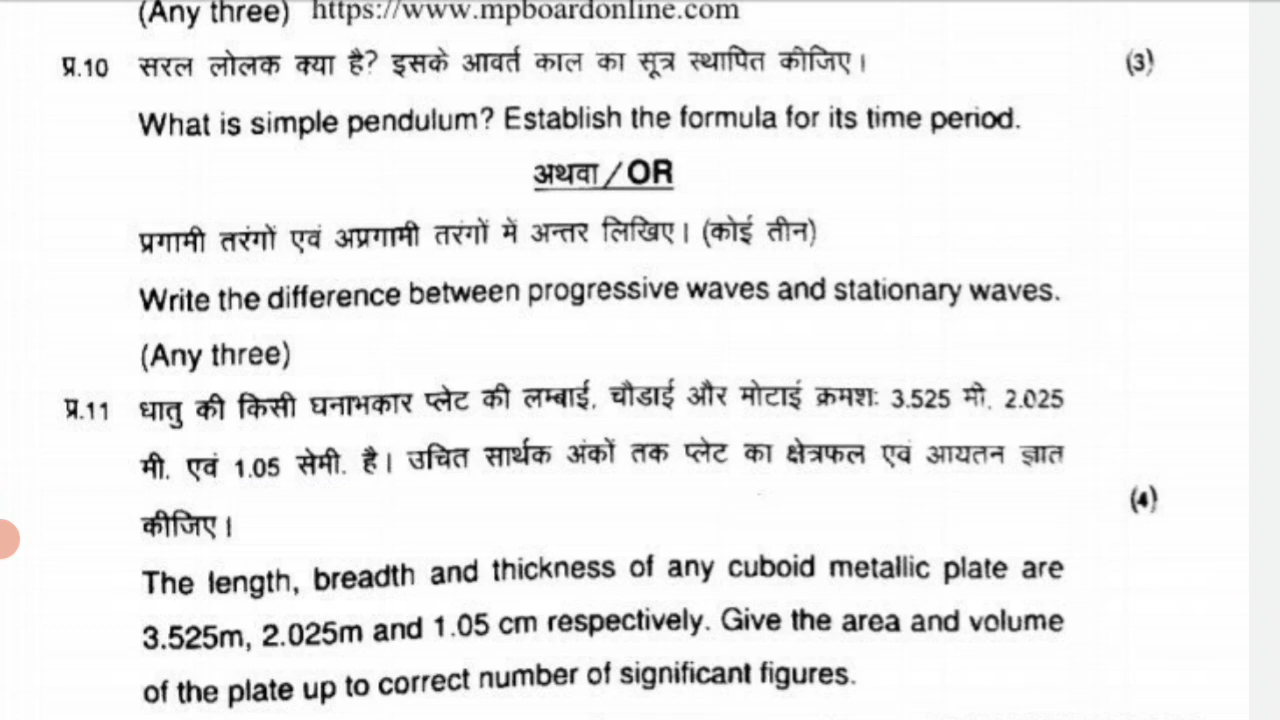 (Any three) https://www.mpboardonline.com
प्र.10 सरल लोलक क्या है? इसके आवर्त काल का सूत्र स्थापित कीजिए। (3)
What is simple pendulum? Establish the formula for its time period.
अथवा / OR
प्रगामी तरंगों एवं अप्रगामी तरंगों में अन्तर लिखिए। (कोई तीन)
Write the difference between progressive waves and stationary waves.
(Any three)
प्र.11 धातु की किसी घनाभकार प्लेट की लम्बाई, चौडाई और मोटाई क्रमशः 3.525 मी. 2.025
मी. एवं 1.05 सेमी. है। उचित सार्थक अंकों तक प्लेट का क्षेत्रफल एवं आयतन ज्ञात
कीजिए। (4)
The length, breadth and thickness of any cuboid metallic plate are
3.525m, 2.025m and 1.05 cm respectively. Give the area and volume
of the plate up to correct number of significant figures.